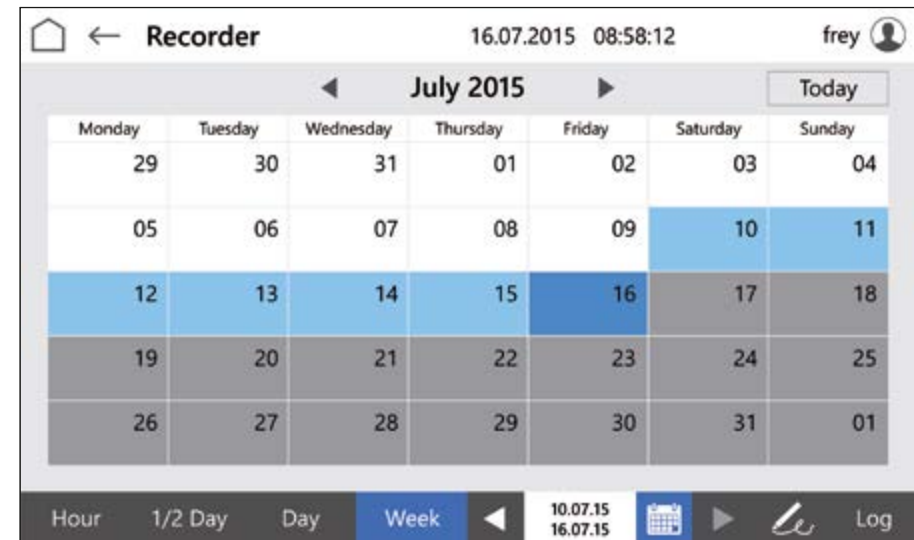 Recorder 16.07.2015 08:58:12 frey
July 2015 Today
Monday Tuesday Wednesday Thursday Friday Saturday Sunday
29 30 31 01 02 03 04
05 06 07 08 09 10 11
12 13 14 15 16 17 18
19 20 21 22 23 24 25
26 27 28 29 30 31 01
Hour 1/2 Day Day Week 10.07.15 Log
16.07.15